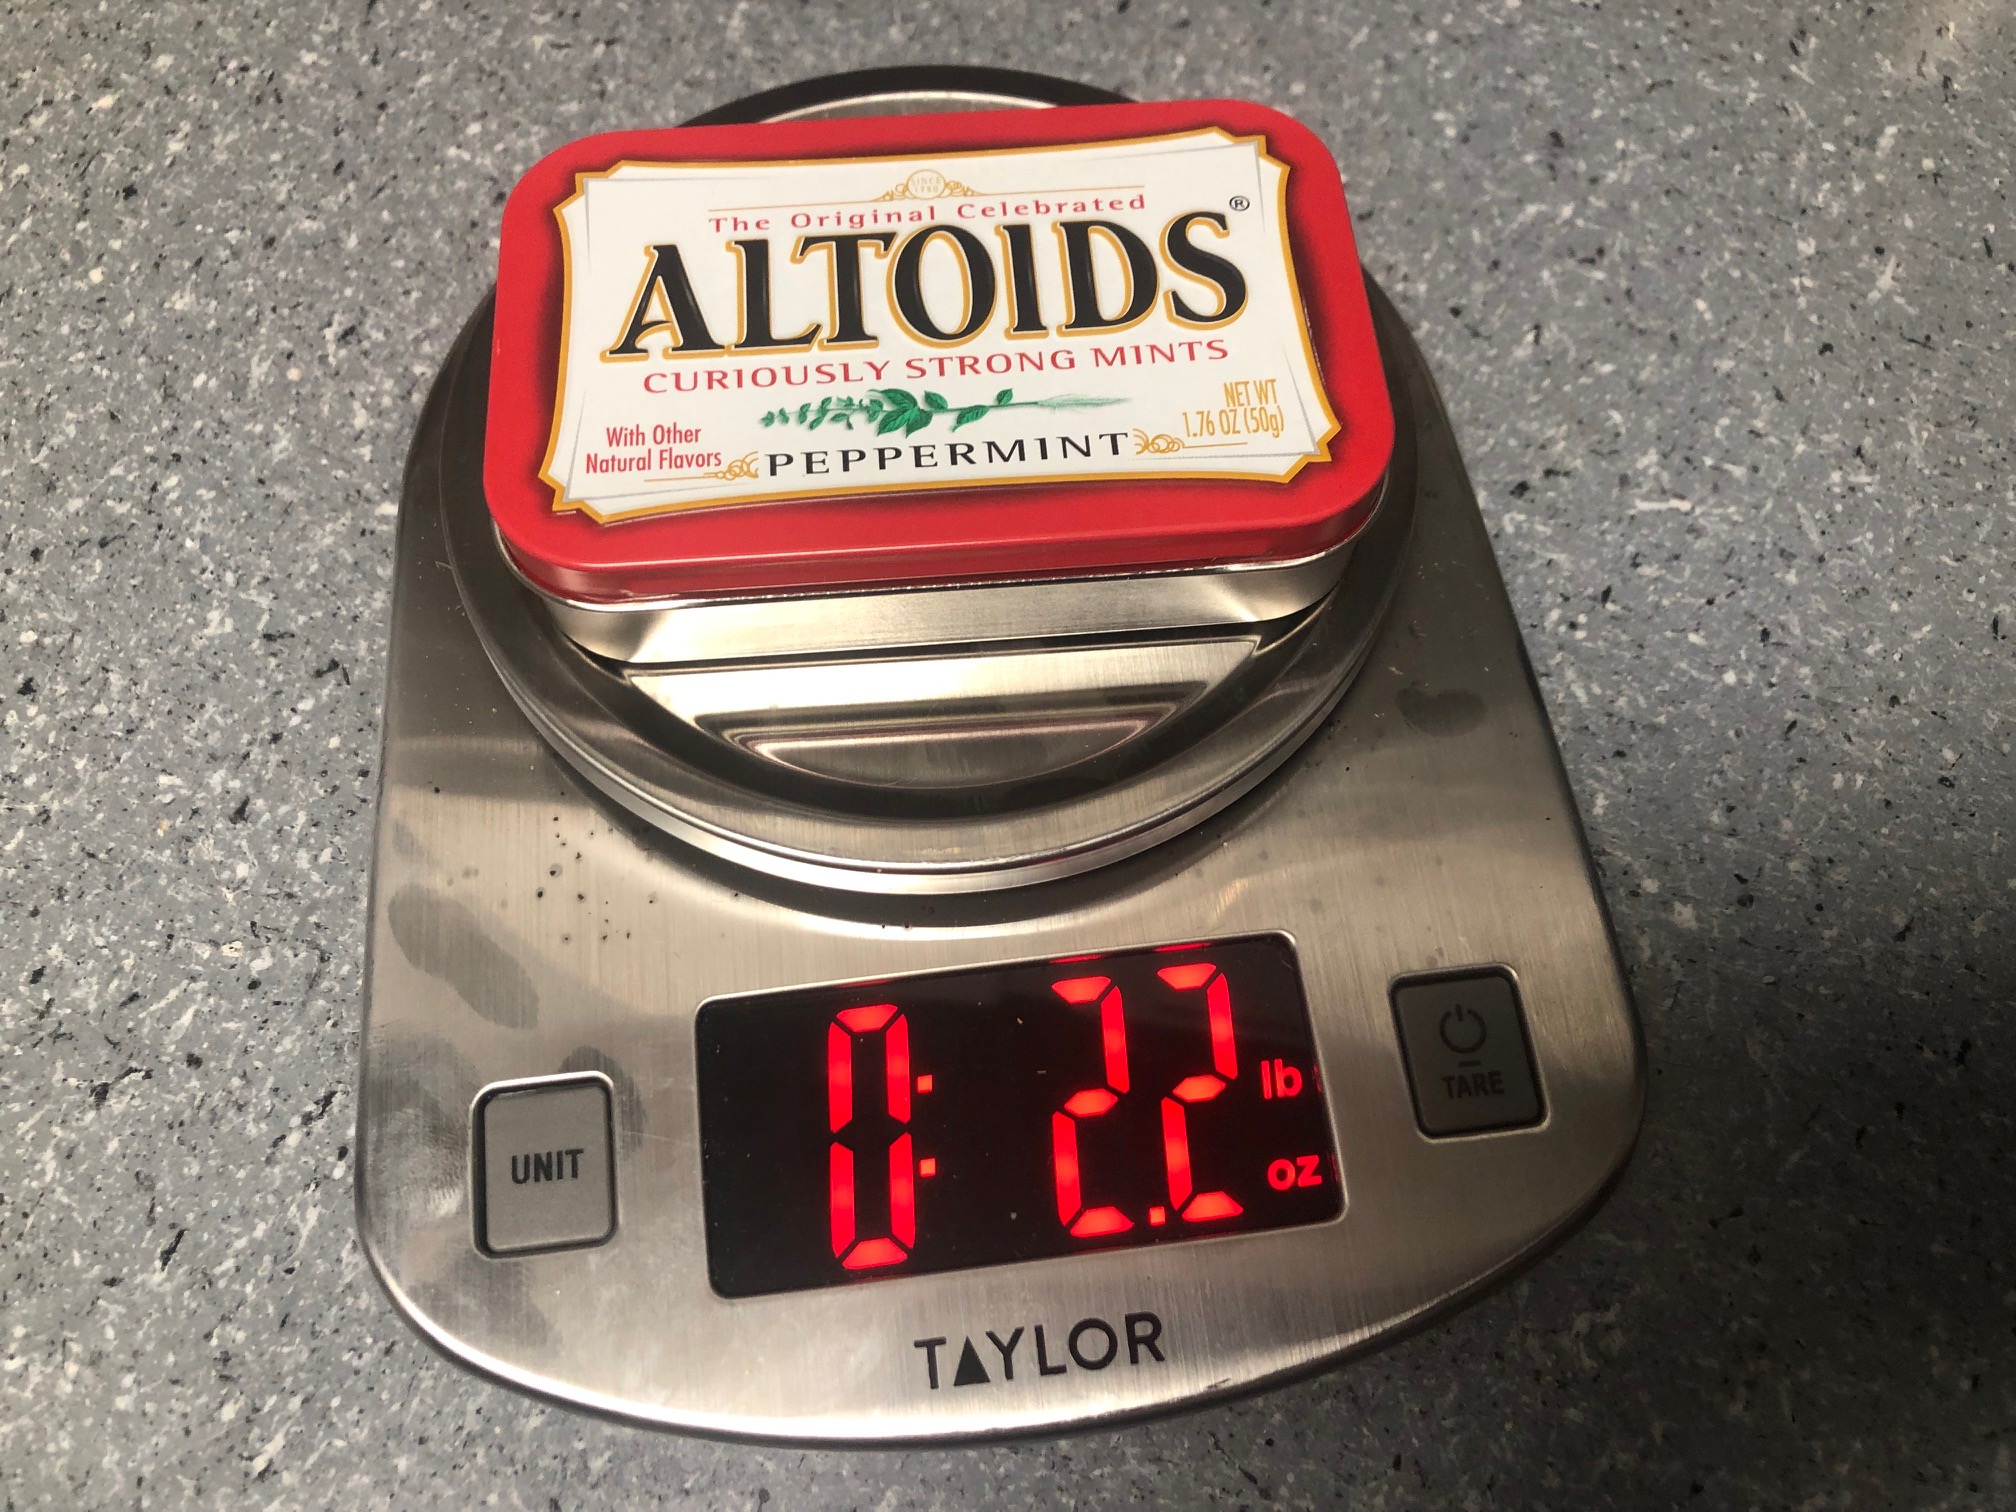 SINCE
1780
The Original Celebrated
ALTOIDS®
CURIOUSLY STRONG MINTS
With Other
Natural Flavors
PEPPERMINT
NET WT
1.76 OZ (50g)
0: 2.2 lb oz
UNIT
TARE
TAYLOR